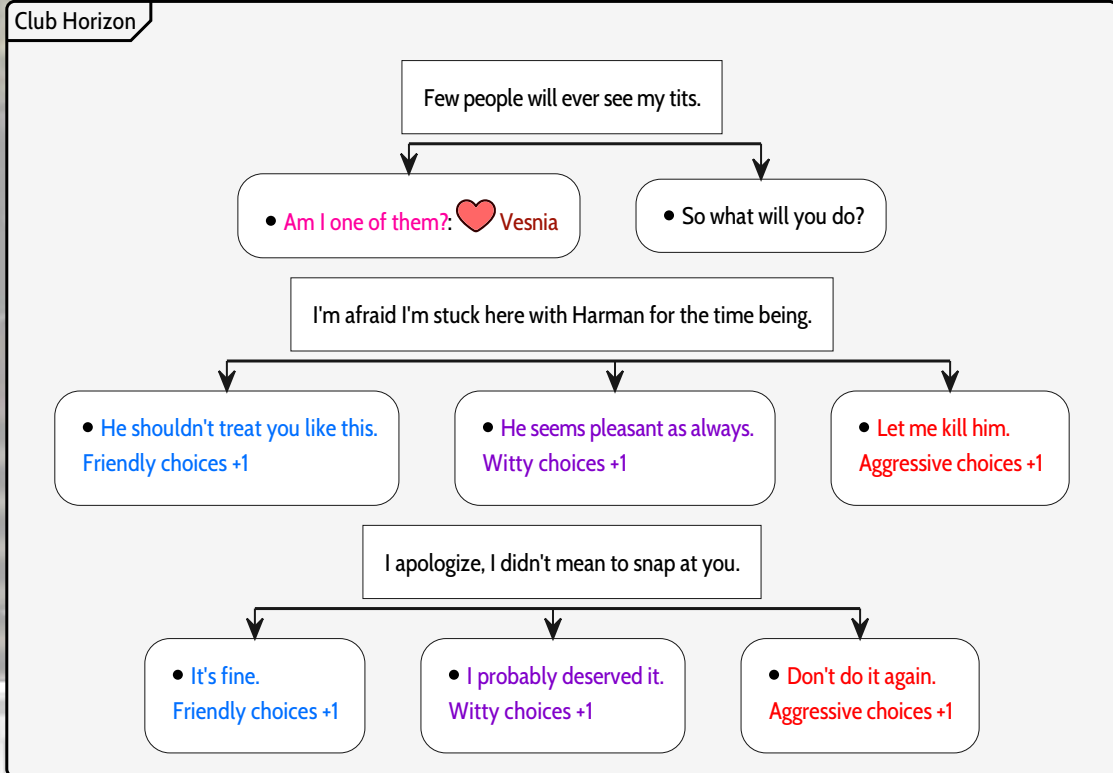 Club Horizon
Few people will ever see my tits.
• Am I one of them?: Vesnia
• So what will you do?
I'm afraid I'm stuck here with Harman for the time being.
• He shouldn't treat you like this.
Friendly choices +1
• He seems pleasant as always.
Witty choices +1
• Let me kill him.
Aggressive choices +1
I apologize, I didn't mean to snap at you.
• It's fine.
Friendly choices +1
• I probably deserved it.
Witty choices +1
• Don't do it again.
Aggressive choices +1